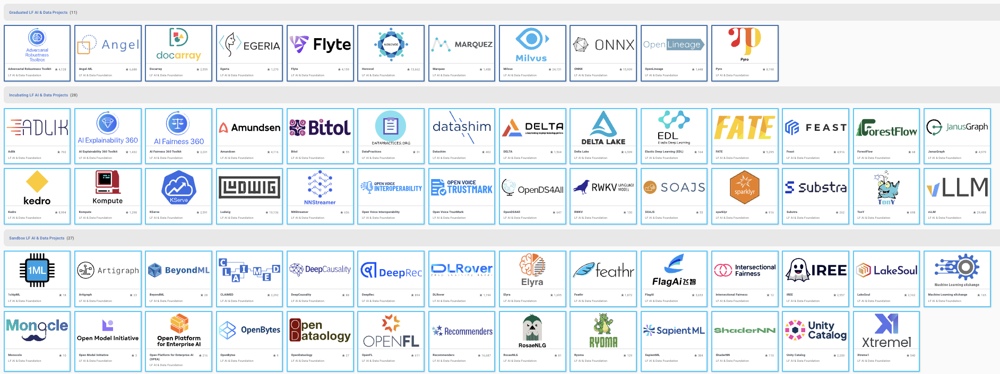 Graduated LF AI & Data Projects (11)
Adversarial
Robustness
Toolbox
Angel
docarray
EGERIA
Flyte
HOROVOD
MARQUEZ
Milvus
ONNX
Open Lineage
Pyro
Adversarial Robustness Toolkit ★ 4,128
Angel-ML ★ 6,688
Docarray ★ 2,559
Egeria ★ 1,270
Flyte ★ 4,159
Horovod ★ 13,662
Marquez ★ 1,458
Milvus ★ 24,131
ONNX ★ 15,909
OpenLineage ★ 1,448
Pyro ★ 8,198
LF AI & Data Foundation
LF AI & Data Foundation
LF AI & Data Foundation
LF AI & Data Foundation
LF AI & Data Foundation
LF AI & Data Foundation
LF AI & Data Foundation
LF AI & Data Foundation
LF AI & Data Foundation
LF AI & Data Foundation
LF AI & Data Foundation
Incubating LF AI & Data Projects (28)
ADLIK
AI Explainability 360
AI Fairness 360
Amundsen
Bitol
DATAPRACTICES.ORG
datashim
DELTA
a deep learning language technology platform
DELTA LAKE
EDL
Elastic Deep Learning
FATE
FEAST
ForestFlow
JanusGraph
Adlik ★ 702
AI Explainability 360 Toolkit ★ 1,432
AI Fairness 360 Toolkit ★ 2,201
Amundsen ★ 4,116
Bitol ★ 55
DataPractices ★ 31
Datashim ★ 402
DELTA ★ 1,564
Delta Lake ★ 6,509
Elastic Deep Learning (EDL) ★ 164
FATE ★ 5,295
Feast ★ 4,916
ForestFlow ★ 68
JanusGraph ★ 4,979
LF AI & Data Foundation
LF AI & Data Foundation
LF AI & Data Foundation
LF AI & Data Foundation
LF AI & Data Foundation
LF AI & Data Foundation
LF AI & Data Foundation
LF AI & Data Foundation
LF AI & Data Foundation
LF AI & Data Foundation
LF AI & Data Foundation
LF AI & Data Foundation
LF AI & Data Foundation
LF AI & Data Foundation
kedro
Kompute
KServe
LUDWIG
NNStreamer
OPEN VOICE
INTEROPERABILITY
OPEN VOICE
TRUSTMARK
OpenDS4All
RWKV LANGUAGE
MODEL
SOAJS
sparklyr
Substra
TonY
vLLM
Kedro ★ 8,994
Kompute ★ 1,298
KServe ★ 2,591
Ludwig ★ 10,136
NNStreamer ★ 636
Open Voice Interoperability
Open Voice TrustMark
OpenDS4All ★ 647
RWKV ★ 130
SOAJS ★ 55
sparklyr ★ 916
Substra ★ 262
TonY ★ 698
vLLM ★ 29,488
LF AI & Data Foundation
LF AI & Data Foundation
LF AI & Data Foundation
LF AI & Data Foundation
LF AI & Data Foundation
LF AI & Data Foundation
LF AI & Data Foundation
LF AI & Data Foundation
LF AI & Data Foundation
LF AI & Data Foundation
LF AI & Data Foundation
LF AI & Data Foundation
LF AI & Data Foundation
LF AI & Data Foundation
Sandbox LF AI & Data Projects (27)
1ML
Artigraph
BeyondML
CLAIMED
DeepCausality
DeepRec
DLRover
Elyra
feathr
FlagAi飞智
Intersectional
Fairness
IREE
LakeSoul
Machine Learning eXchange
1chipML ★ 18
Artigraph ★ 23
BeyondML ★ 28
CLAIMED ★ 2,292
DeepCausality ★ 88
DeepRec ★ 894
DLRover ★ 1,194
Elyra ★ 1,695
Feathr ★ 1,872
FlagAI ★ 3,653
Intersectional Fairness ★ 12
IREE ★ 2,557
LakeSoul ★ 2,162
Machine Learning eXchange ★ 165
LF AI & Data Foundation
LF AI & Data Foundation
LF AI & Data Foundation
LF AI & Data Foundation
LF AI & Data Foundation
LF AI & Data Foundation
LF AI & Data Foundation
LF AI & Data Foundation
LF AI & Data Foundation
LF AI & Data Foundation
LF AI & Data Foundation
LF AI & Data Foundation
LF AI & Data Foundation
LF AI & Data Foundation
Monocle
Open Model Initiative
Open Platform
for Enterprise AI
OpenBytes
Open
Dataology
OPENFL
Recommenders
RosaeNLG
RYOMA
SapientML
ShaderNN
Unity
Catalog
Xtreme1
Monocole ★ 10
Open Model Initiative ★ 3
Open Platform for Enterprise AI ★ 216
(OPEA)
OpenBytes ★ 9
OpenDataology ★ 27
OpenFL ★ 611
Recommenders ★ 16,687
RosaeNLG ★ 81
Ryoma ★ 129
SapientML ★ 384
ShaderNN ★ 110
Unity Catalog ★ 2,200
Xtreme1 ★ 540
LF AI & Data Foundation
LF AI & Data Foundation
LF AI & Data Foundation
LF AI & Data Foundation
LF AI & Data Foundation
LF AI & Data Foundation
LF AI & Data Foundation
LF AI & Data Foundation
LF AI & Data Foundation
LF AI & Data Foundation
LF AI & Data Foundation
LF AI & Data Foundation
LF AI & Data Foundation